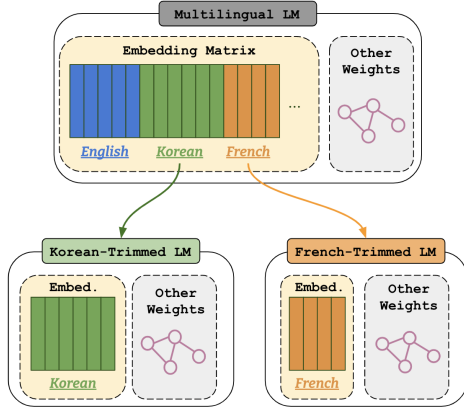 Multilingual LM
Embedding Matrix
Other
Weights
...
English
Korean
French
Korean-Trimmed LM
French-Trimmed LM
Embed.
Other
Weights
Korean
Embed.
Other
Weights
French